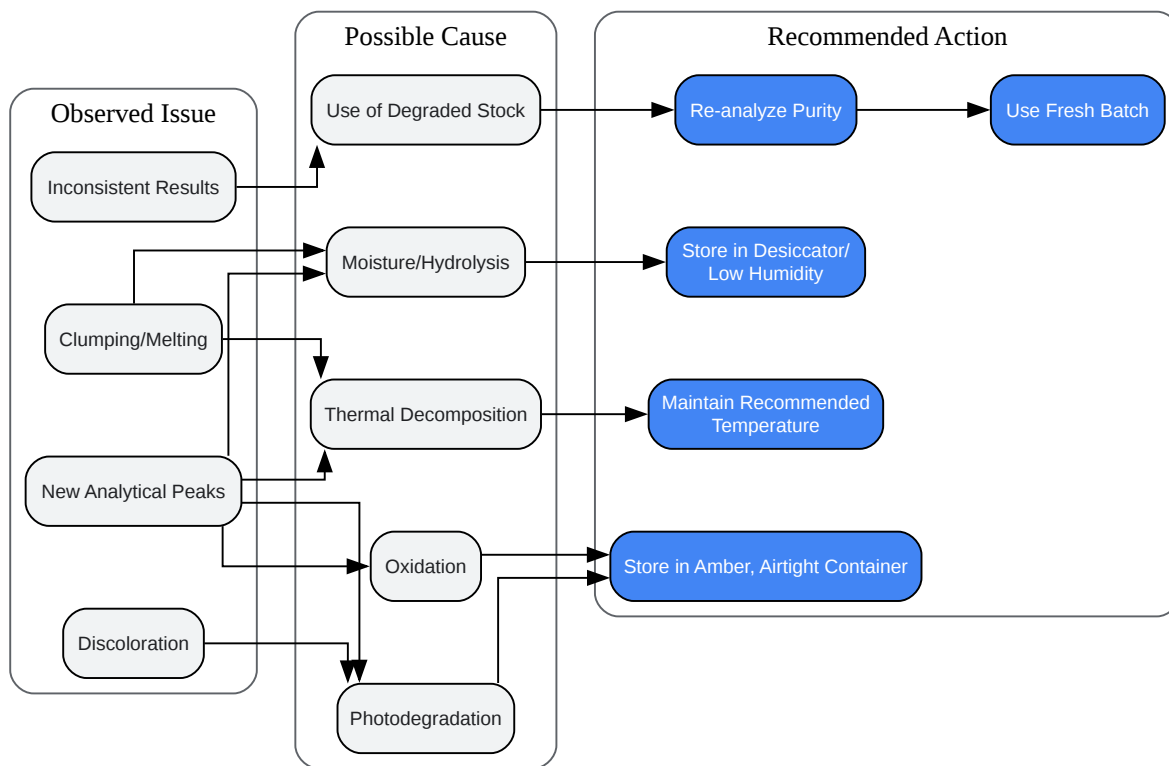 Observed Issue
Inconsistent Results
Clumping/Melting
New Analytical Peaks
Discoloration
Possible Cause
Use of Degraded Stock
Moisture/Hydrolysis
Thermal Decomposition
Oxidation
Photodegradation
Recommended Action
Re-analyze Purity
Use Fresh Batch
Store in Desiccator/
Low Humidity
Maintain Recommended
Temperature
Store in Amber, Airtight Container